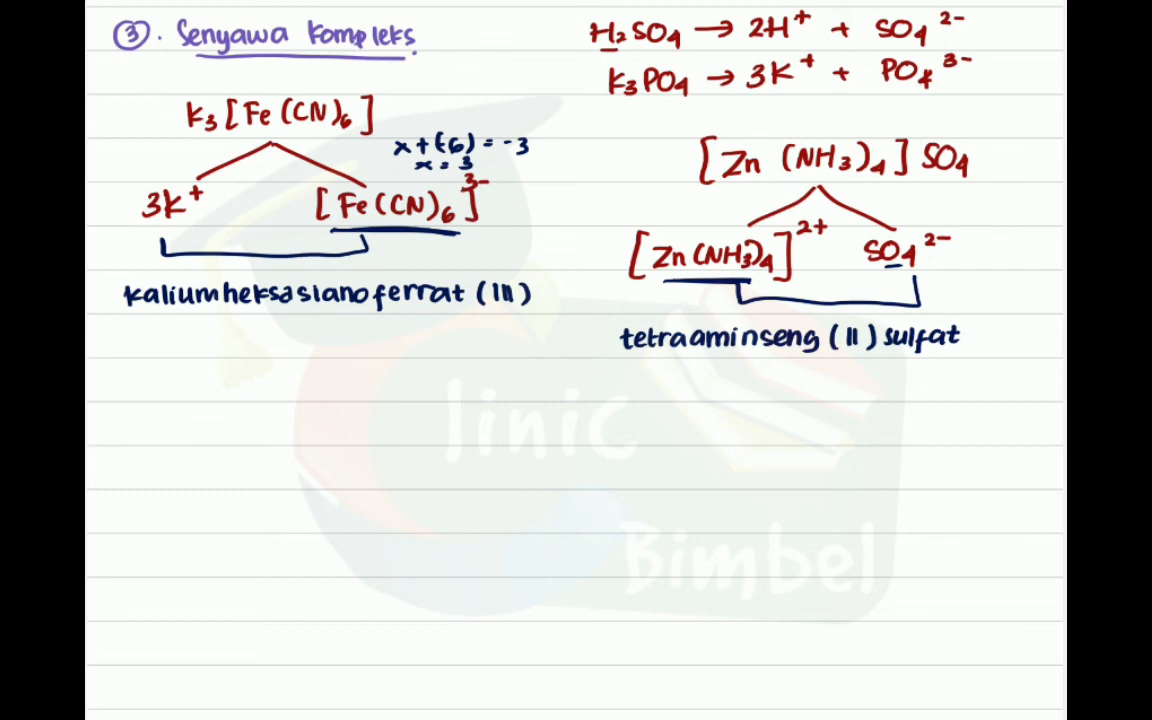 ③. Senyawa Kompleks.
K₃[Fe(CN)₆]
x+(-6) = -3
x = 3
3K⁺ [Fe(CN)₆]³⁻
kaliumheksasianoferrat (III)
H₂SO₄ → 2H⁺ + SO₄²⁻
K₃PO₄ → 3K⁺ + PO₄³⁻
[Zn (NH₃)₄] SO₄
[Zn(NH₃)₄]²⁺ SO₄²⁻
tetraaminseng (II) sulfat
Jinic
Bimbel